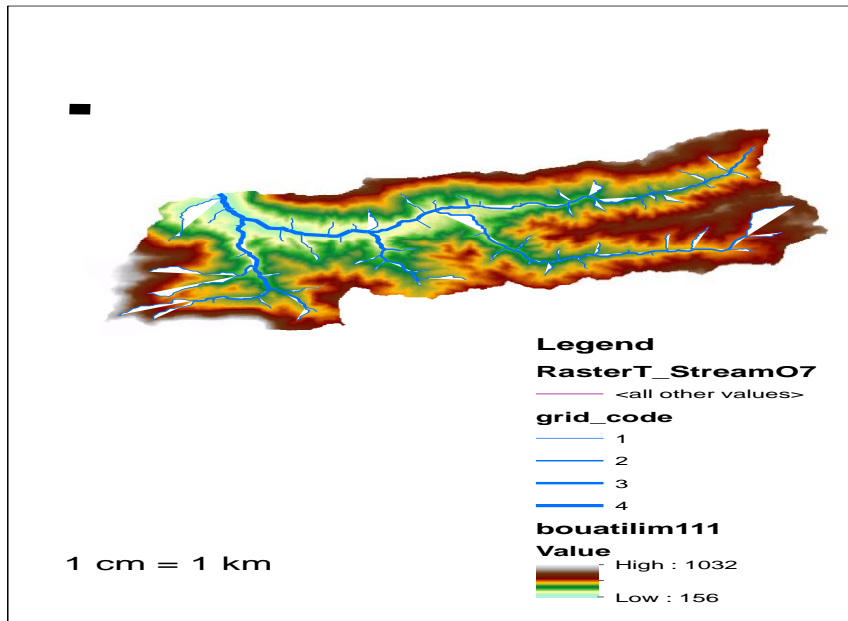 Legend
RasterT_StreamO7
<all other values>
grid_code
1
2
3
4
bouatilim111
Value
High : 1032
Low : 156
1 cm = 1 km